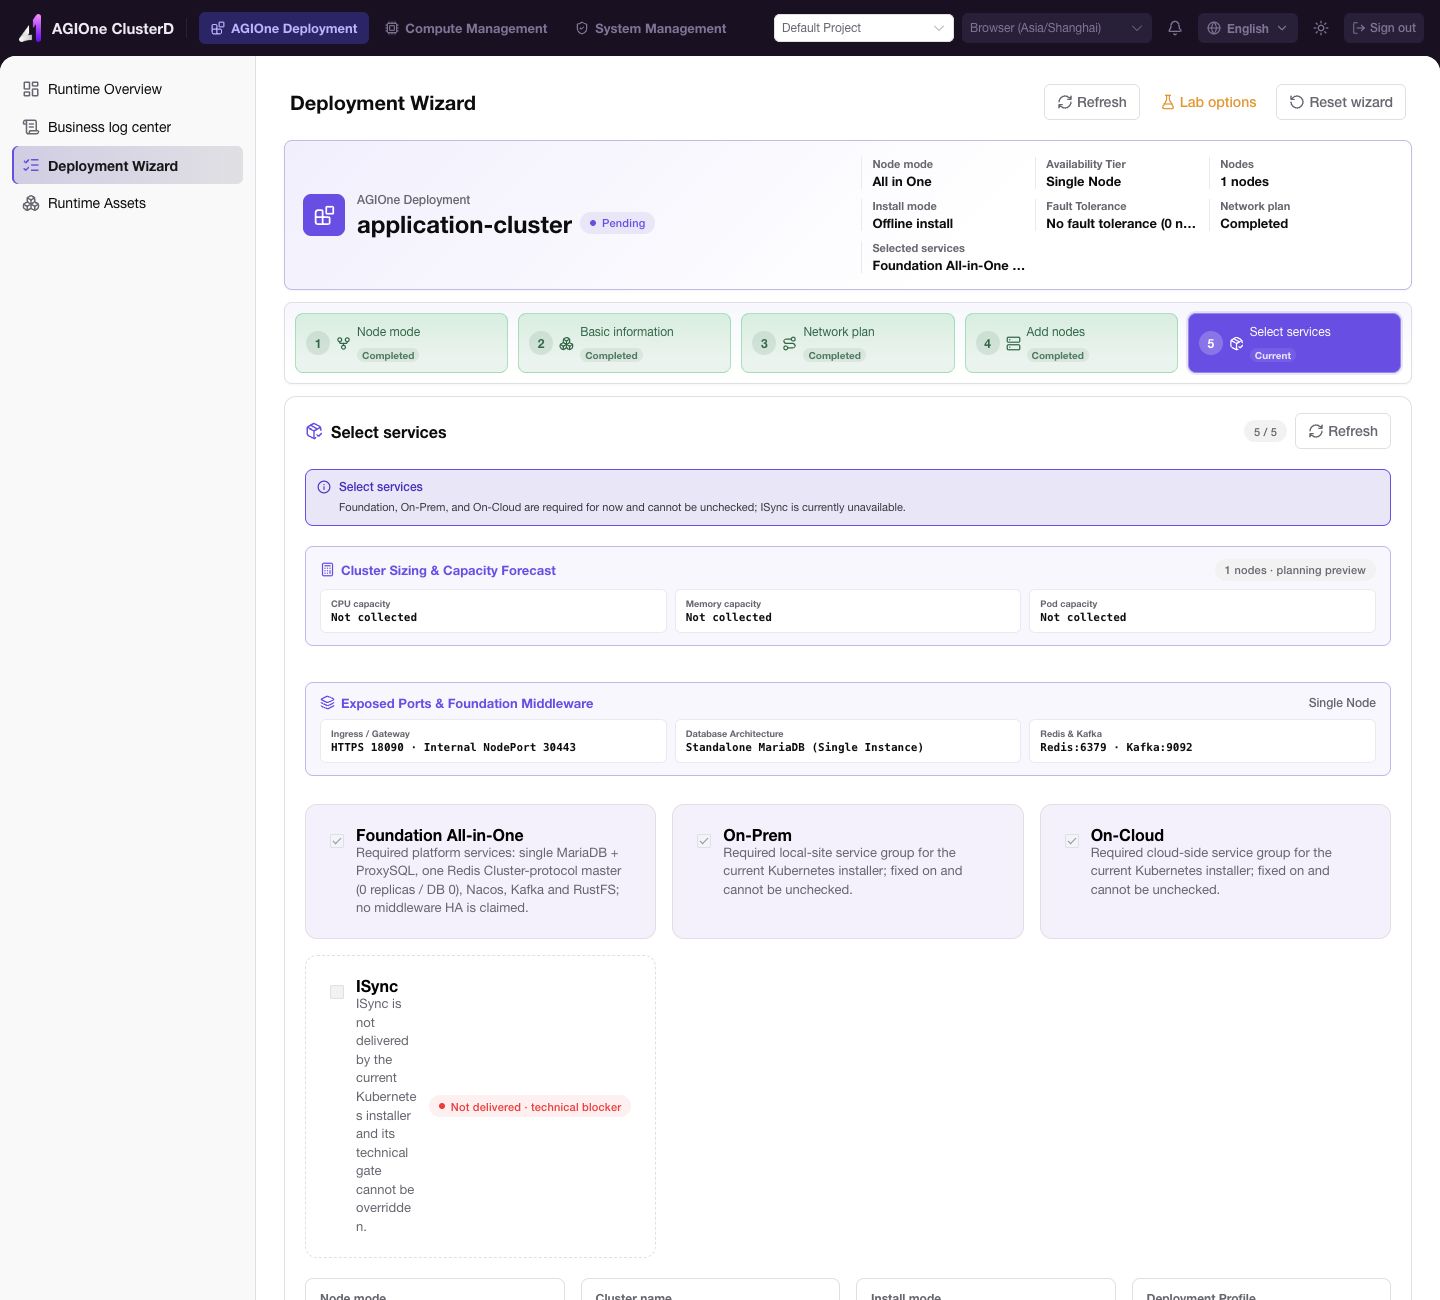 AGIOne ClusterD
AGIOne Deployment
Compute Management
System Management
Default Project
Browser (Asia/Shanghai)
English
Sign out
Runtime Overview
Business log center
Deployment Wizard
Runtime Assets
Deployment Wizard
Refresh
Lab options
Reset wizard
AGIOne Deployment
application-cluster
Pending
Node mode
All in One
Availability Tier
Single Node
Nodes
1 nodes
Install mode
Offline install
Fault Tolerance
No fault tolerance (0 n...
Network plan
Completed
Selected services
Foundation All-in-One ...
1
Node mode
Completed
2
Basic information
Completed
3
Network plan
Completed
4
Add nodes
Completed
5
Select services
Current
Select services
5 / 5
Refresh
Select services
Foundation, On-Prem, and On-Cloud are required for now and cannot be unchecked; ISync is currently unavailable.
Cluster Sizing & Capacity Forecast
1 nodes · planning preview
CPU capacity
Not collected
Memory capacity
Not collected
Pod capacity
Not collected
Exposed Ports & Foundation Middleware
Single Node
Ingress / Gateway
HTTPS 18090 · Internal NodePort 30443
Database Architecture
Standalone MariaDB (Single Instance)
Redis & Kafka
Redis:6379 · Kafka:9092
Foundation All-in-One
Required platform services: single MariaDB +
ProxySQL, one Redis Cluster-protocol master
(0 replicas / DB 0), Nacos, Kafka and RustFS;
no middleware HA is claimed.
On-Prem
Required local-site service group for the
current Kubernetes installer; fixed on and
cannot be unchecked.
On-Cloud
Required cloud-side service group for the
current Kubernetes installer; fixed on and
cannot be unchecked.
ISync
ISync is
not
delivered
by the
current
Kubernete
s installer
and its
technical
gate
cannot be
overridde
n.
Not delivered · technical blocker
Node mode
Cluster name
Install mode
Deployment Profile